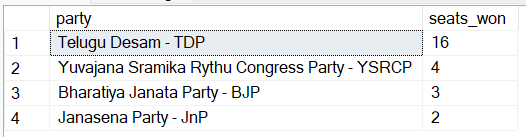 party seats_won
1 Telugu Desam - TDP 16
2 Yuvajana Sramika Rythu Congress Party - YSRCP 4
3 Bharatiya Janata Party - BJP 3
4 Janasena Party - JnP 2